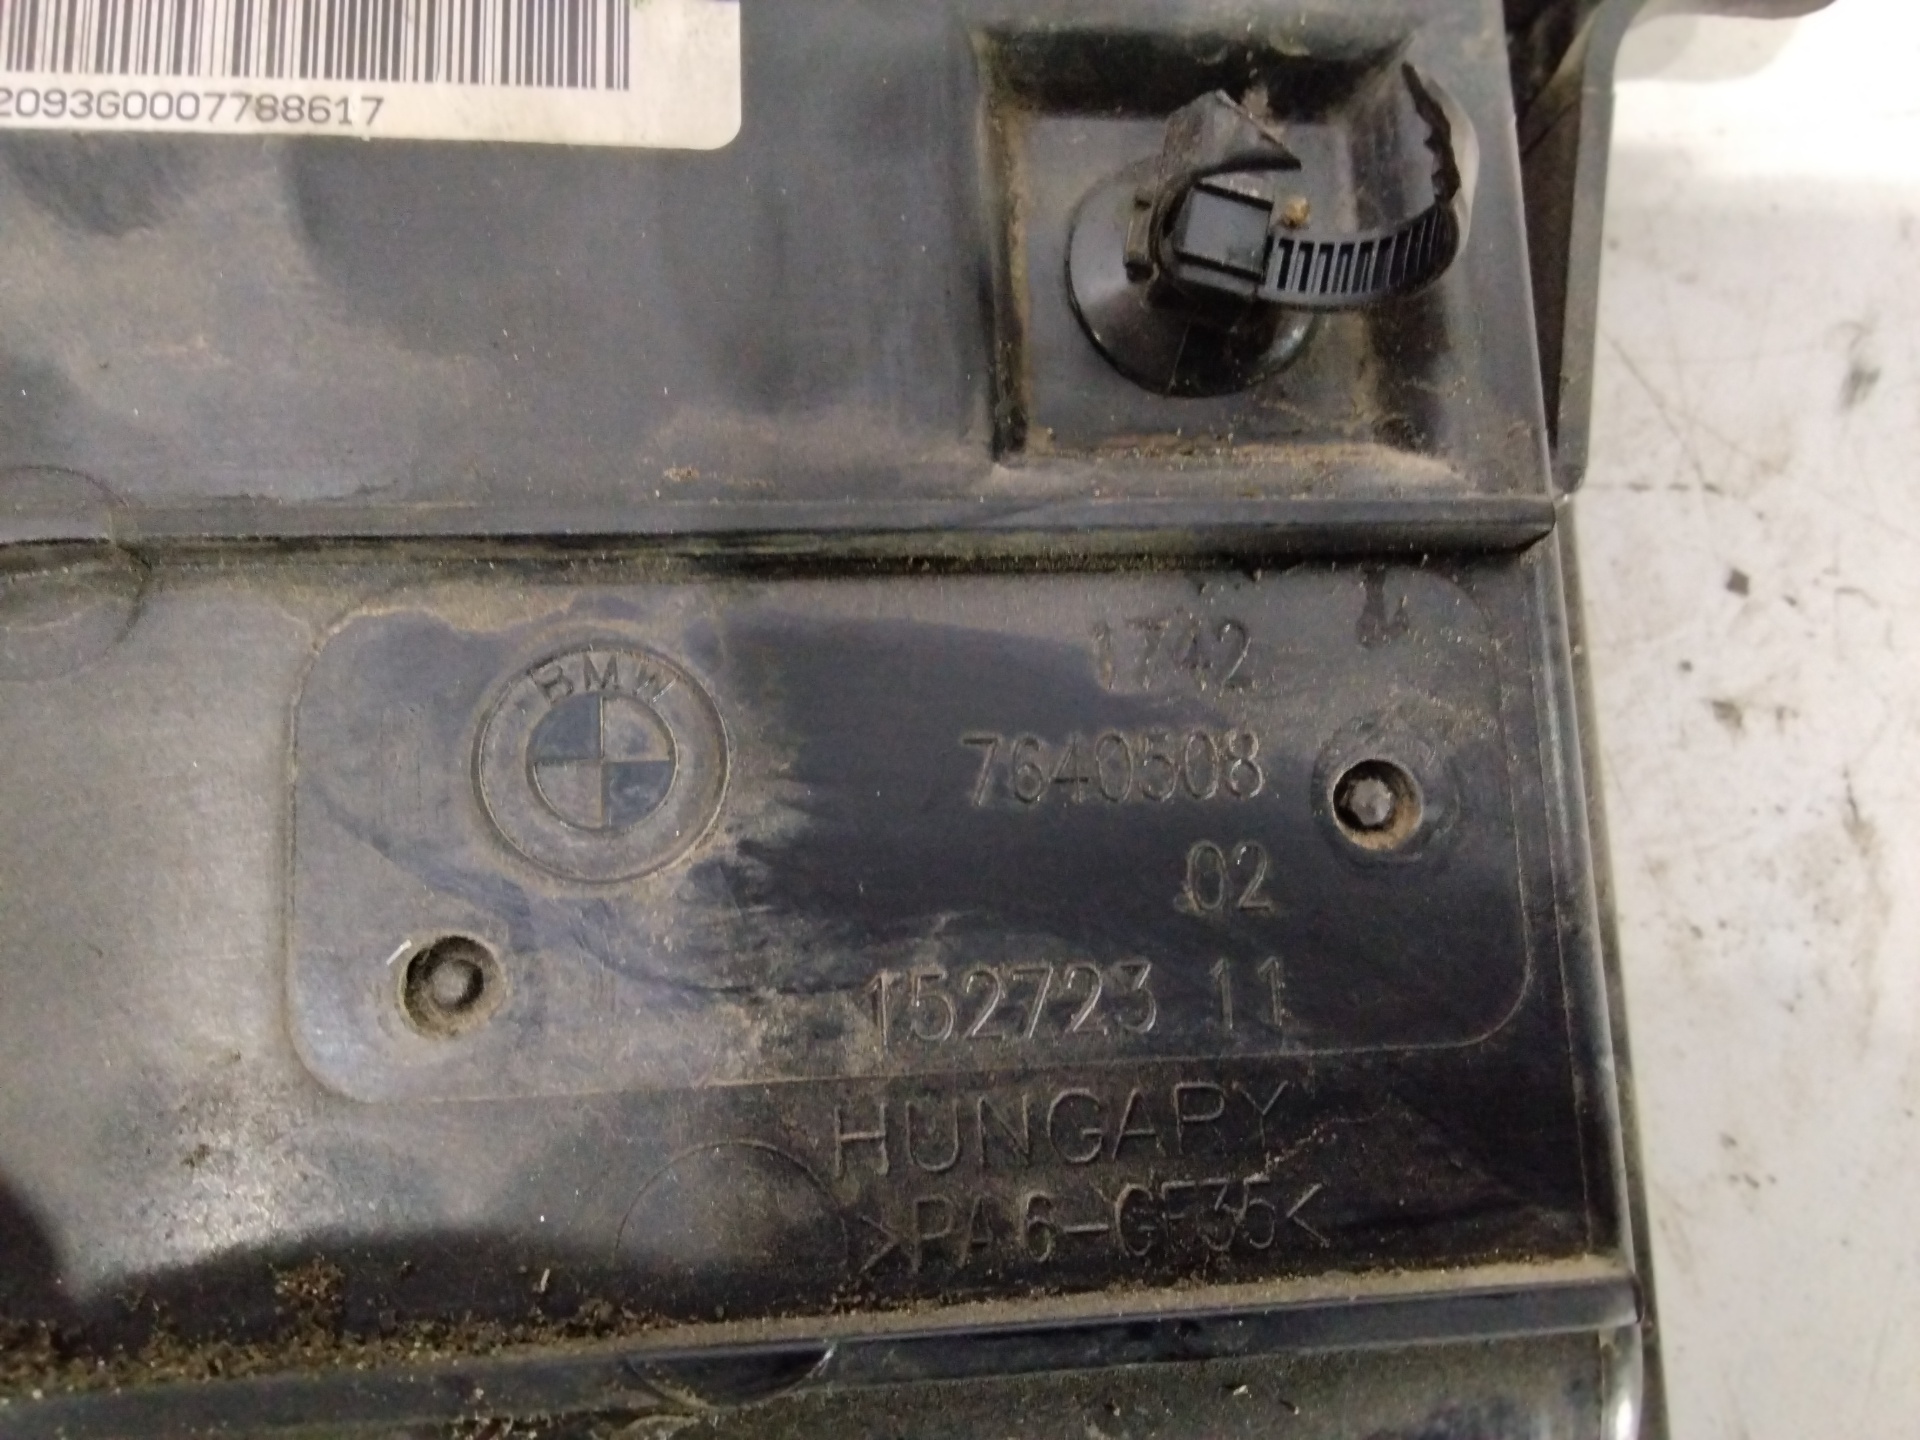 2093G0007788617
BMW
1742
7640508
02
152723 11
HUNGARY
>PA6-GF35<